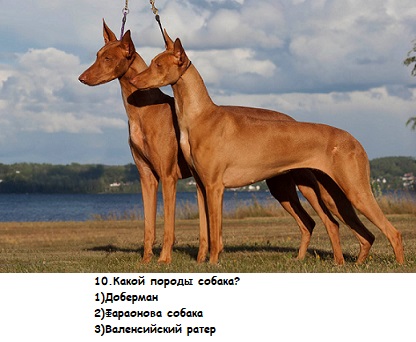 10.Какой породы собака?
1)Доберман
2)Фараонова собака
3)Валенсийский ратер